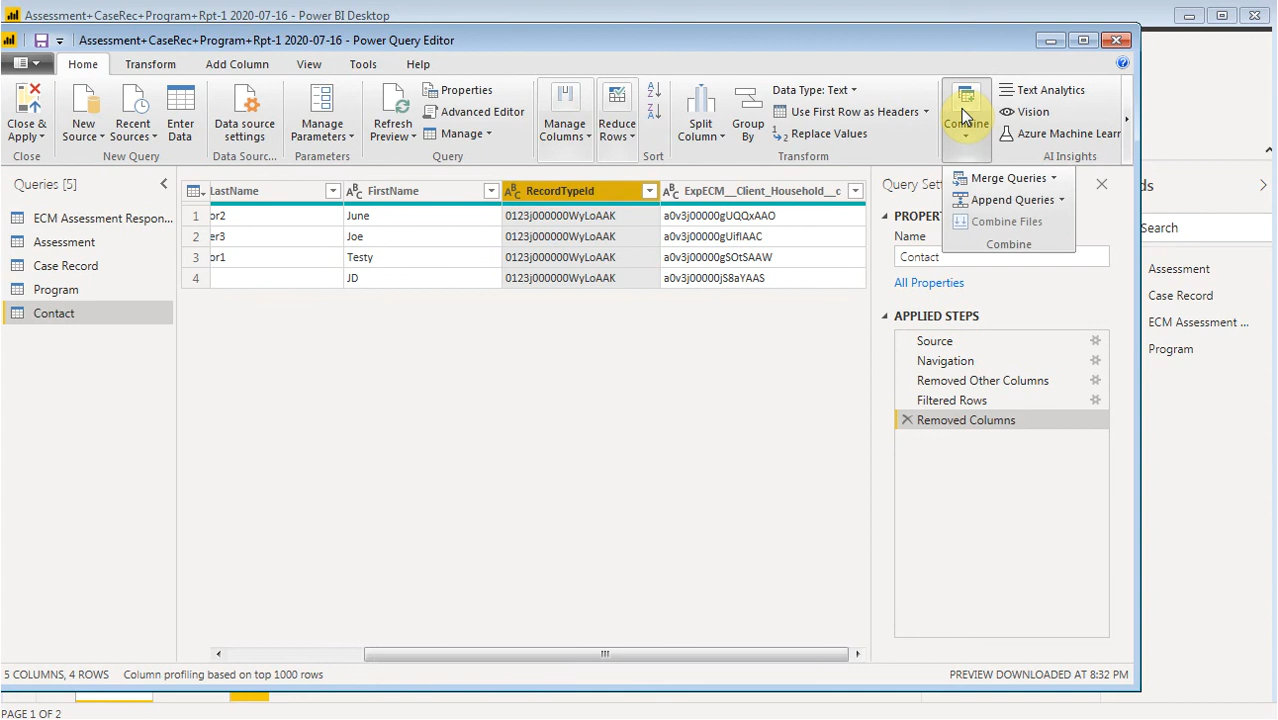 Assessment+CaseRec+Program+Rpt-1 2020-07-16 - Power BI Desktop
Assessment+CaseRec+Program+Rpt-1 2020-07-16 - Power Query Editor
Home Transform Add Column View Tools Help
Close & Apply
Close
New Source
Recent Sources
Enter Data
New Query
Data source settings
Data Sourc...
Manage Parameters
Parameters
Refresh Preview
Properties
Advanced Editor
Manage
Query
Manage Columns
Reduce Rows
Sort
Split Column
Group By
Data Type: Text
Use First Row as Headers
Replace Values
Transform
Combine
Text Analytics
Vision
Azure Machine Learn
AI Insights
Merge Queries
Append Queries
Combine Files
Combine
Queries [5]
ECM Assessment Respon...
Assessment
Case Record
Program
Contact
LastName FirstName RecordTypeId ExpECM__Client_Household__c
1 or2 June 0123j000000WyLoAAK a0v3j00000gUQQxAAO
2 er3 Joe 0123j000000WyLoAAK a0v3j00000gUifIAAC
3 or1 Testy 0123j000000WyLoAAK a0v3j00000gSOtSAAW
4 JD 0123j000000WyLoAAK a0v3j00000jS8aYAAS
Query Set
PROPERT
Name
Contact
All Properties
APPLIED STEPS
Source
Navigation
Removed Other Columns
Filtered Rows
Removed Columns
ds
Search
Assessment
Case Record
ECM Assessment ...
Program
5 COLUMNS, 4 ROWS Column profiling based on top 1000 rows
PREVIEW DOWNLOADED AT 8:32 PM
PAGE 1 OF 2